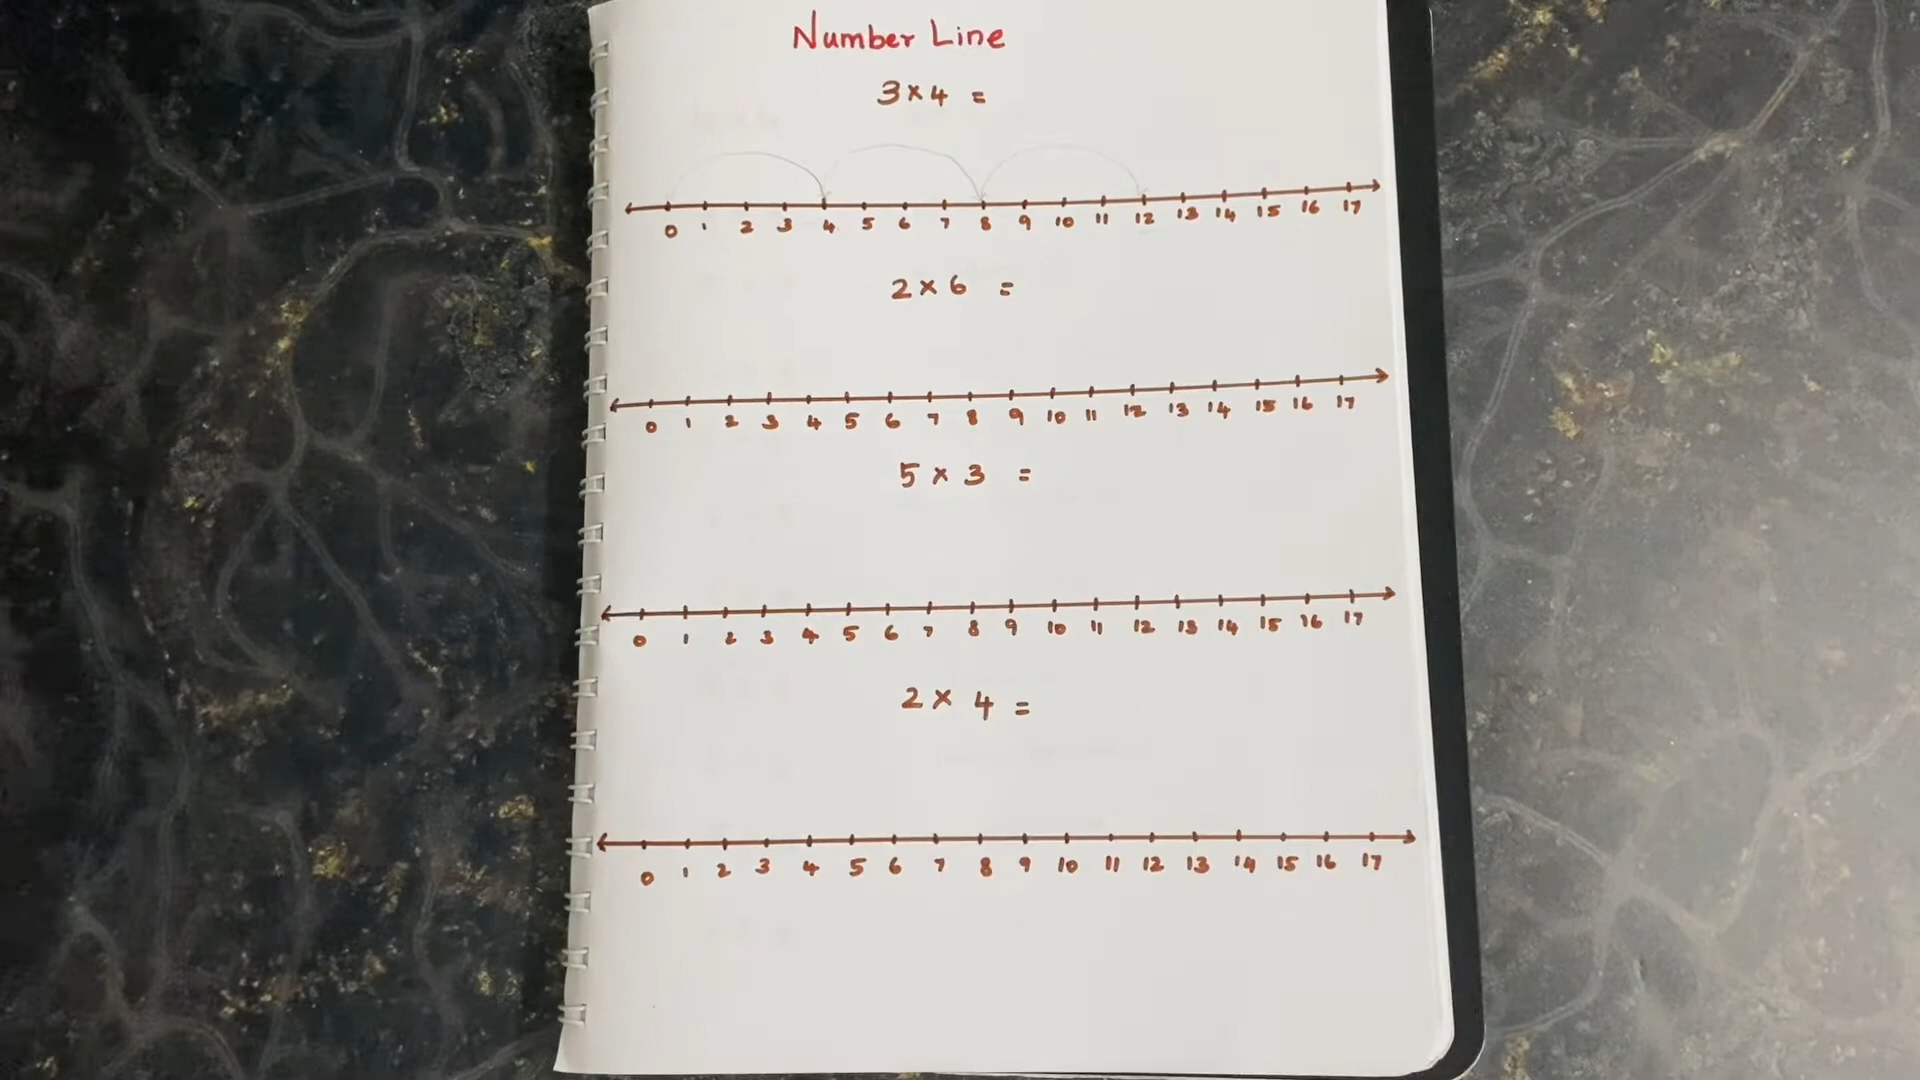 Number Line
3 × 4 =
0 1 2 3 4 5 6 7 8 9 10 11 12 13 14 15 16 17
2 × 6 =
0 1 2 3 4 5 6 7 8 9 10 11 12 13 14 15 16 17
5 × 3 =
0 1 2 3 4 5 6 7 8 9 10 11 12 13 14 15 16 17
2 × 4 =
0 1 2 3 4 5 6 7 8 9 10 11 12 13 14 15 16 17